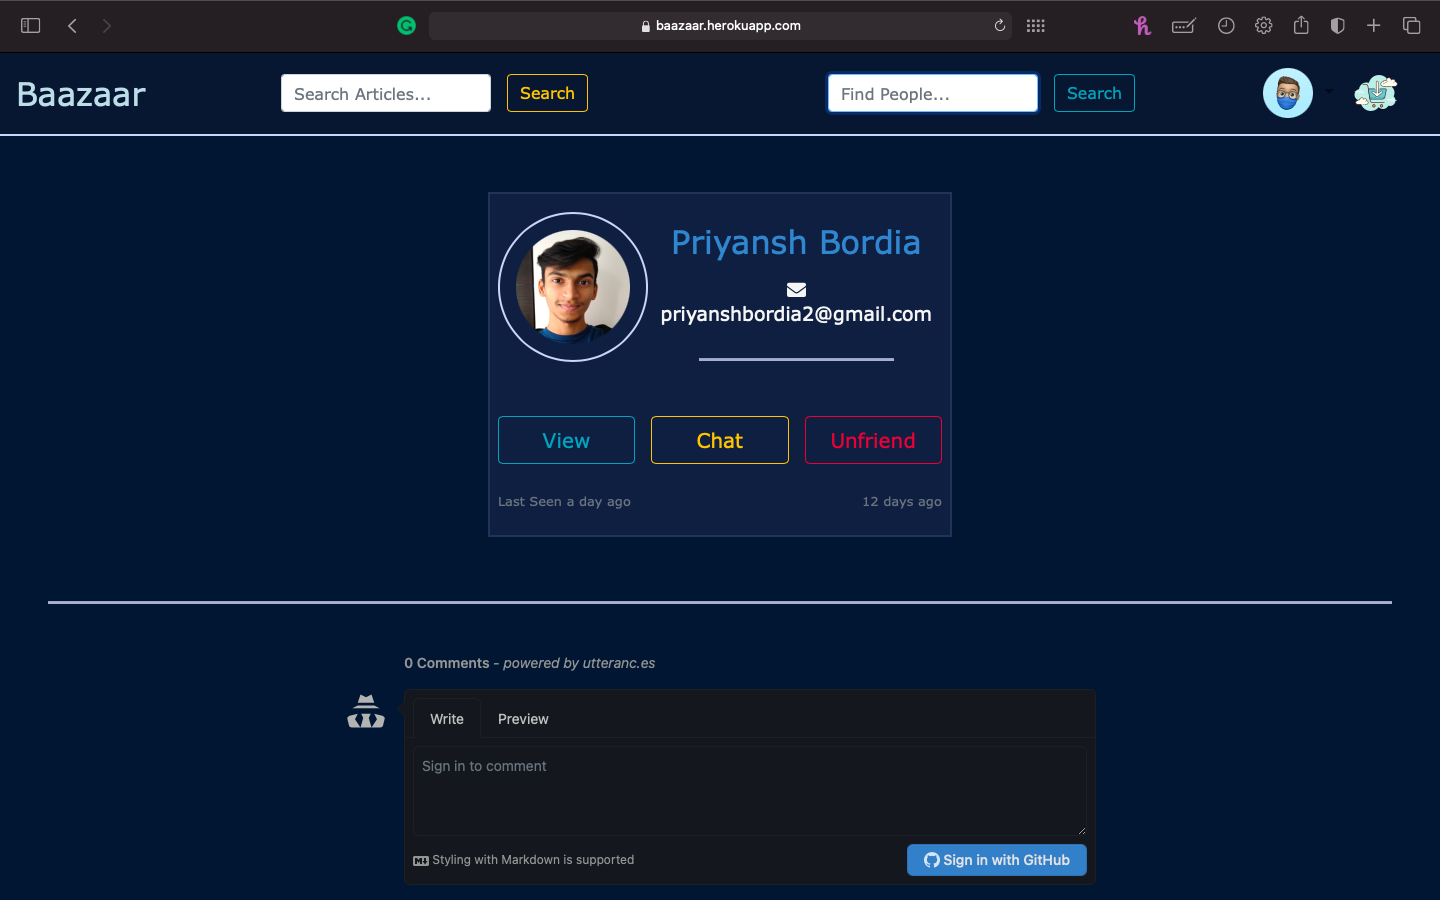 baazaar.herokuapp.com
Baazaar
Search Articles...
Search
Find People...
Search
Priyansh Bordia
priyanshbordia2@gmail.com
View
Chat
Unfriend
Last Seen a day ago
12 days ago
0 Comments - powered by utteranc.es
Write
Preview
Sign in to comment
Styling with Markdown is supported
Sign in with GitHub